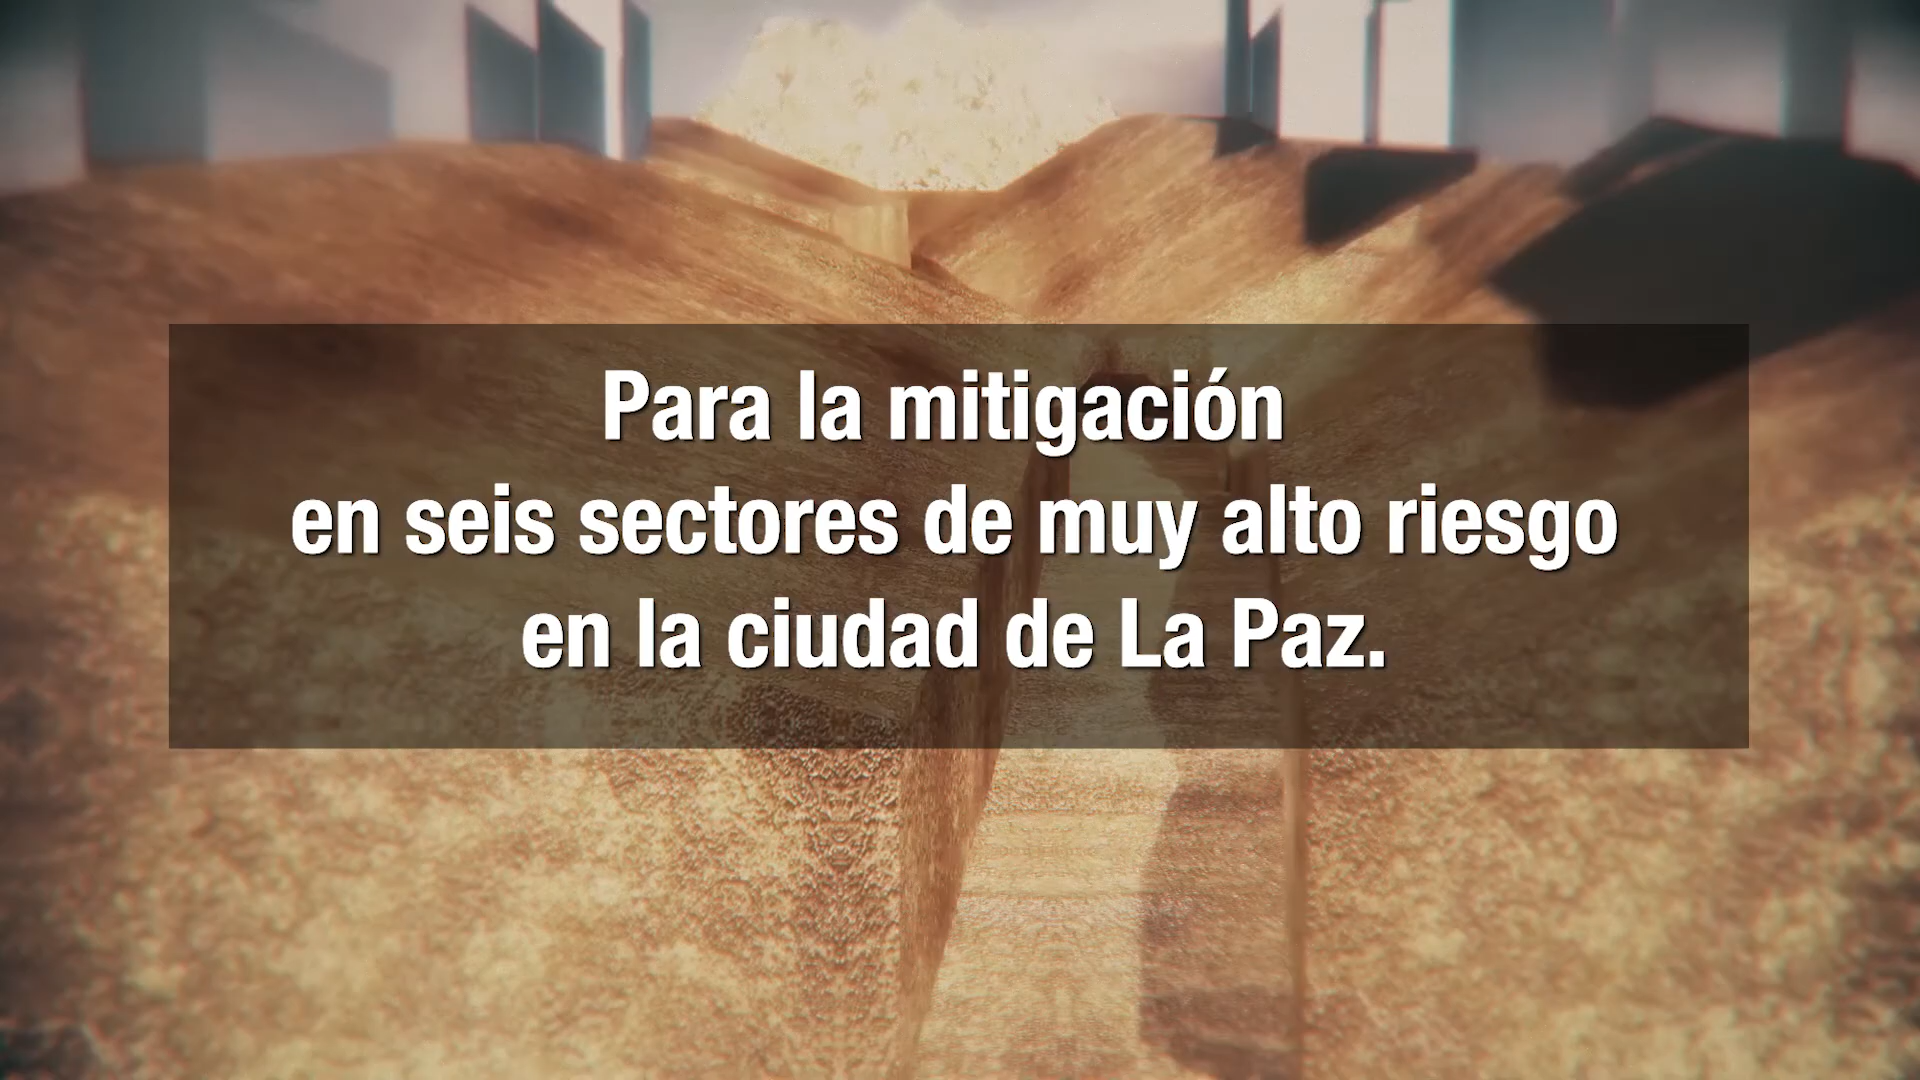 Para la mitigación
en seis sectores de muy alto riesgo
en la ciudad de La Paz.